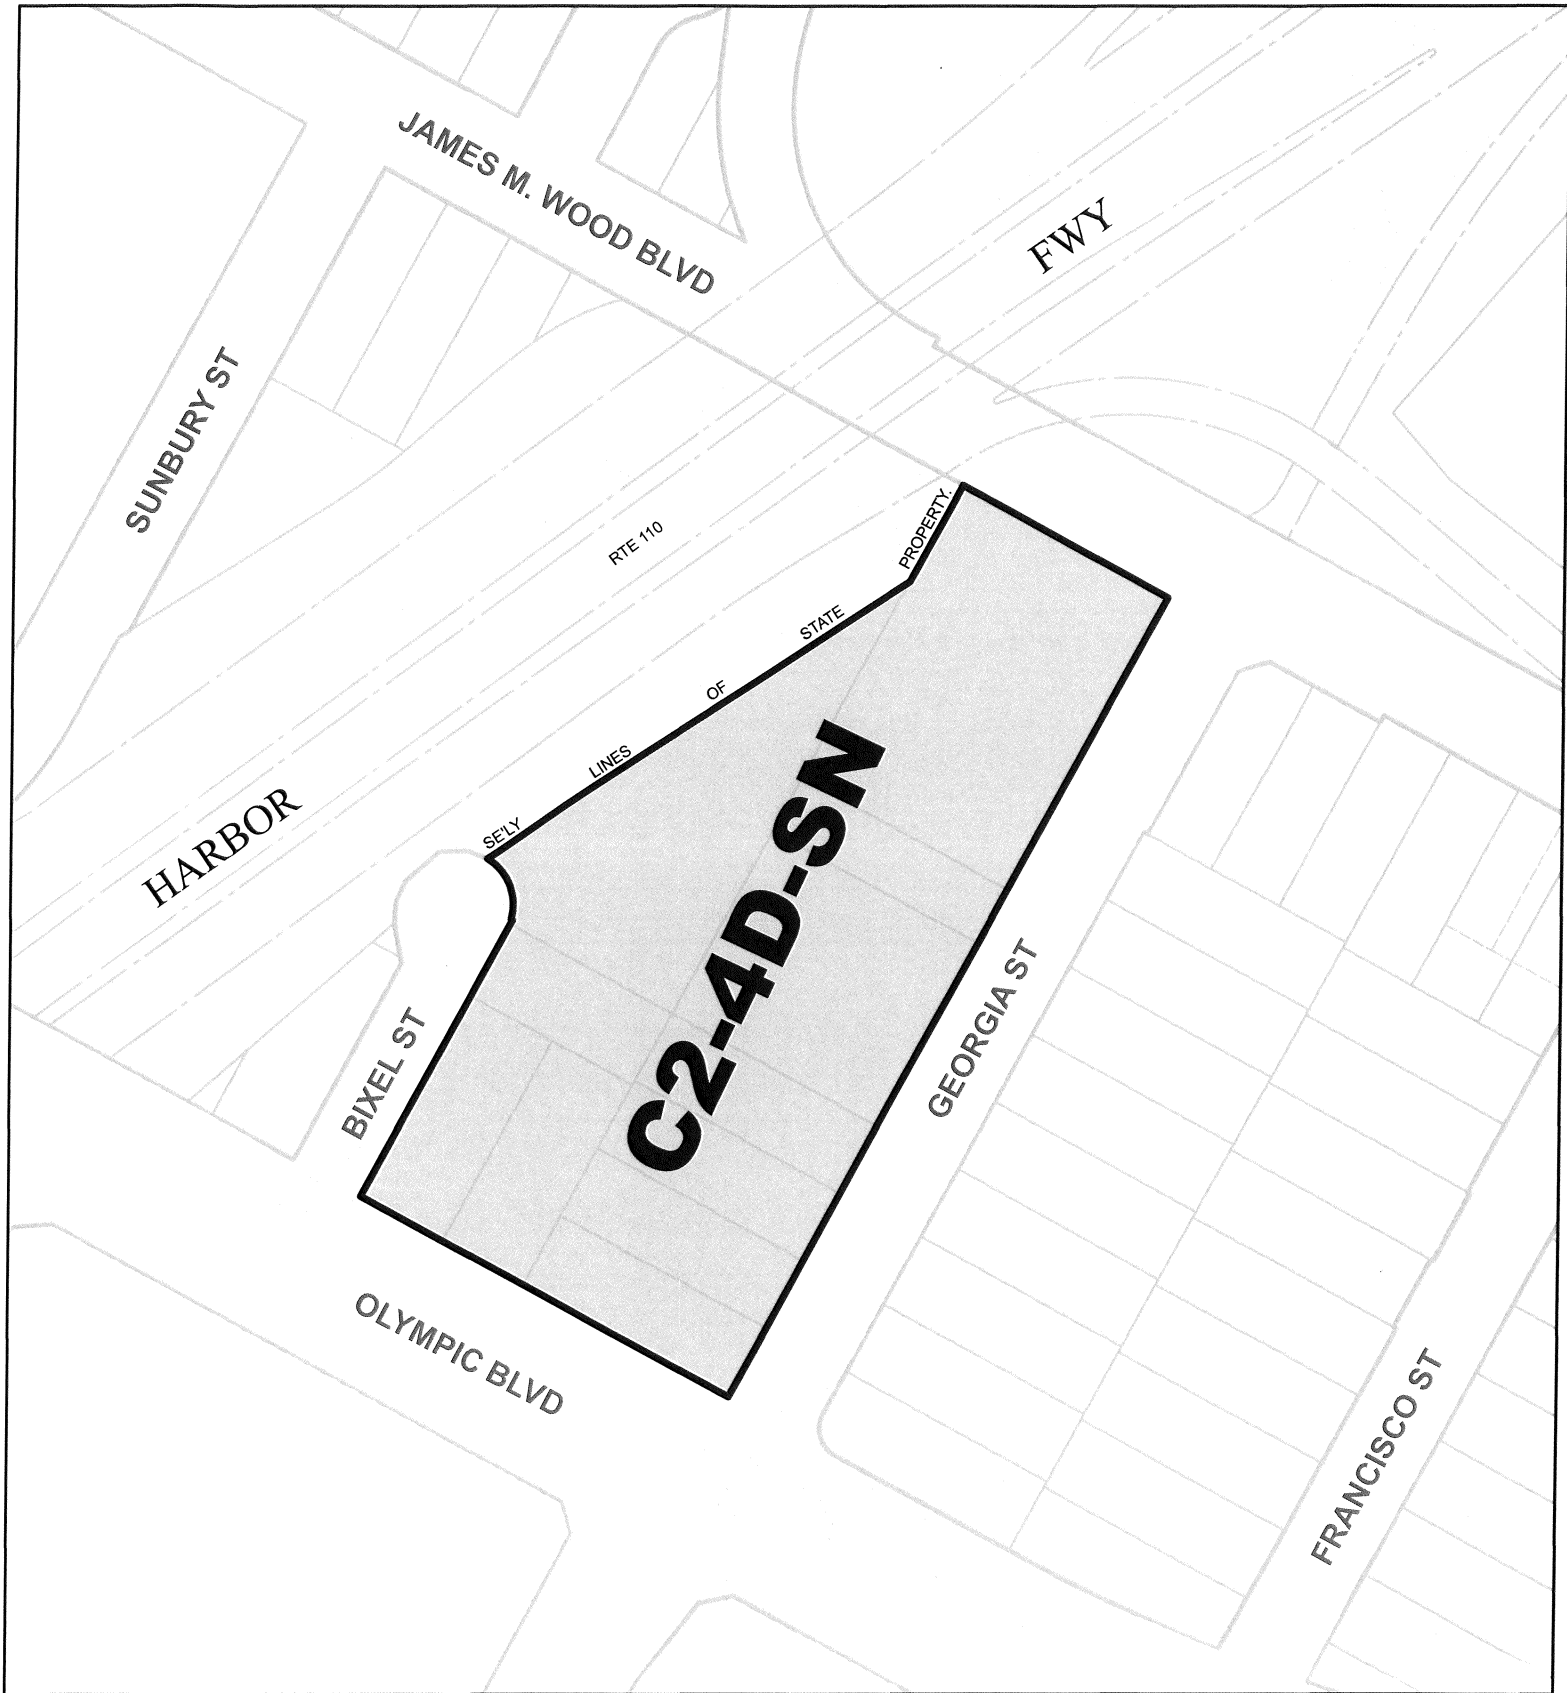 JAMES M. WOOD BLVD
FWY
SUNBURY ST
RTE 110
HARBOR
SE'LY LINES OF STATE PROPERTY.
C2-4D-SN
BIXEL ST
GEORGIA ST
OLYMPIC BLVD
FRANCISCO ST